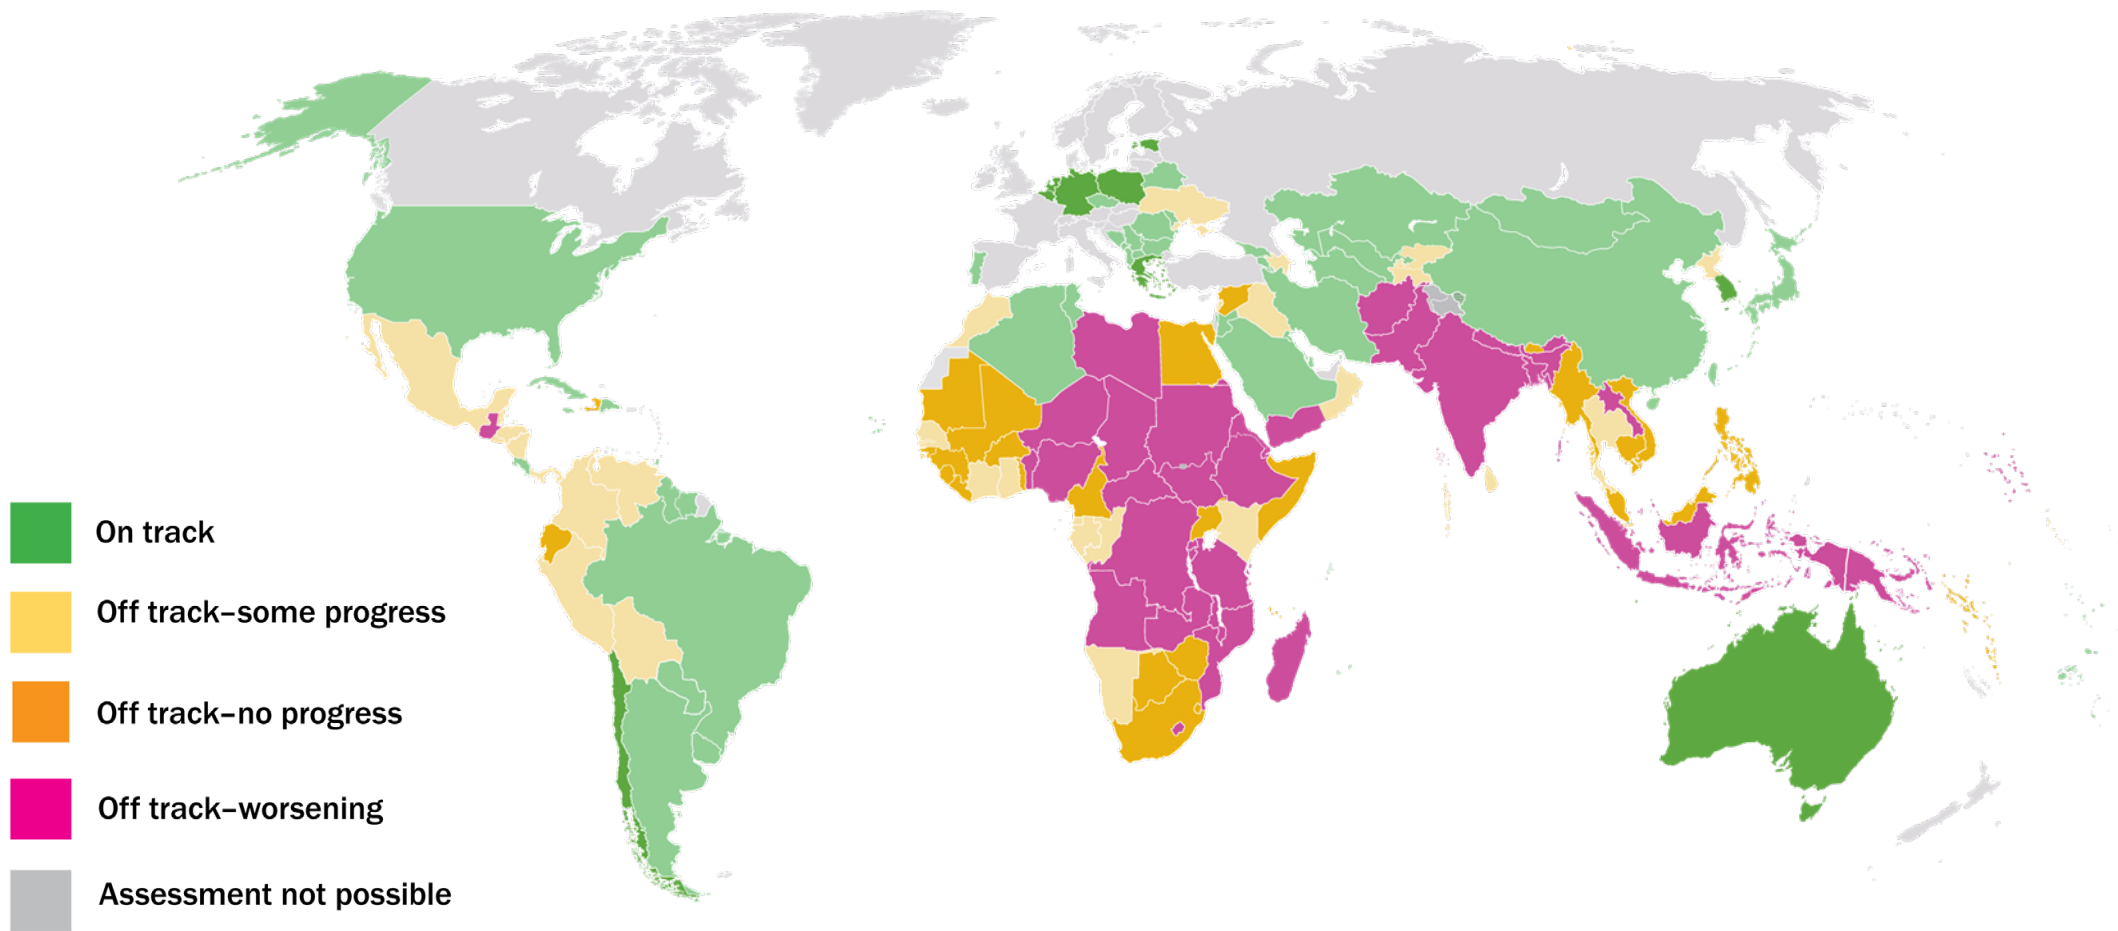 On track
Off track–some progress
Off track–no progress
Off track–worsening
Assessment not possible